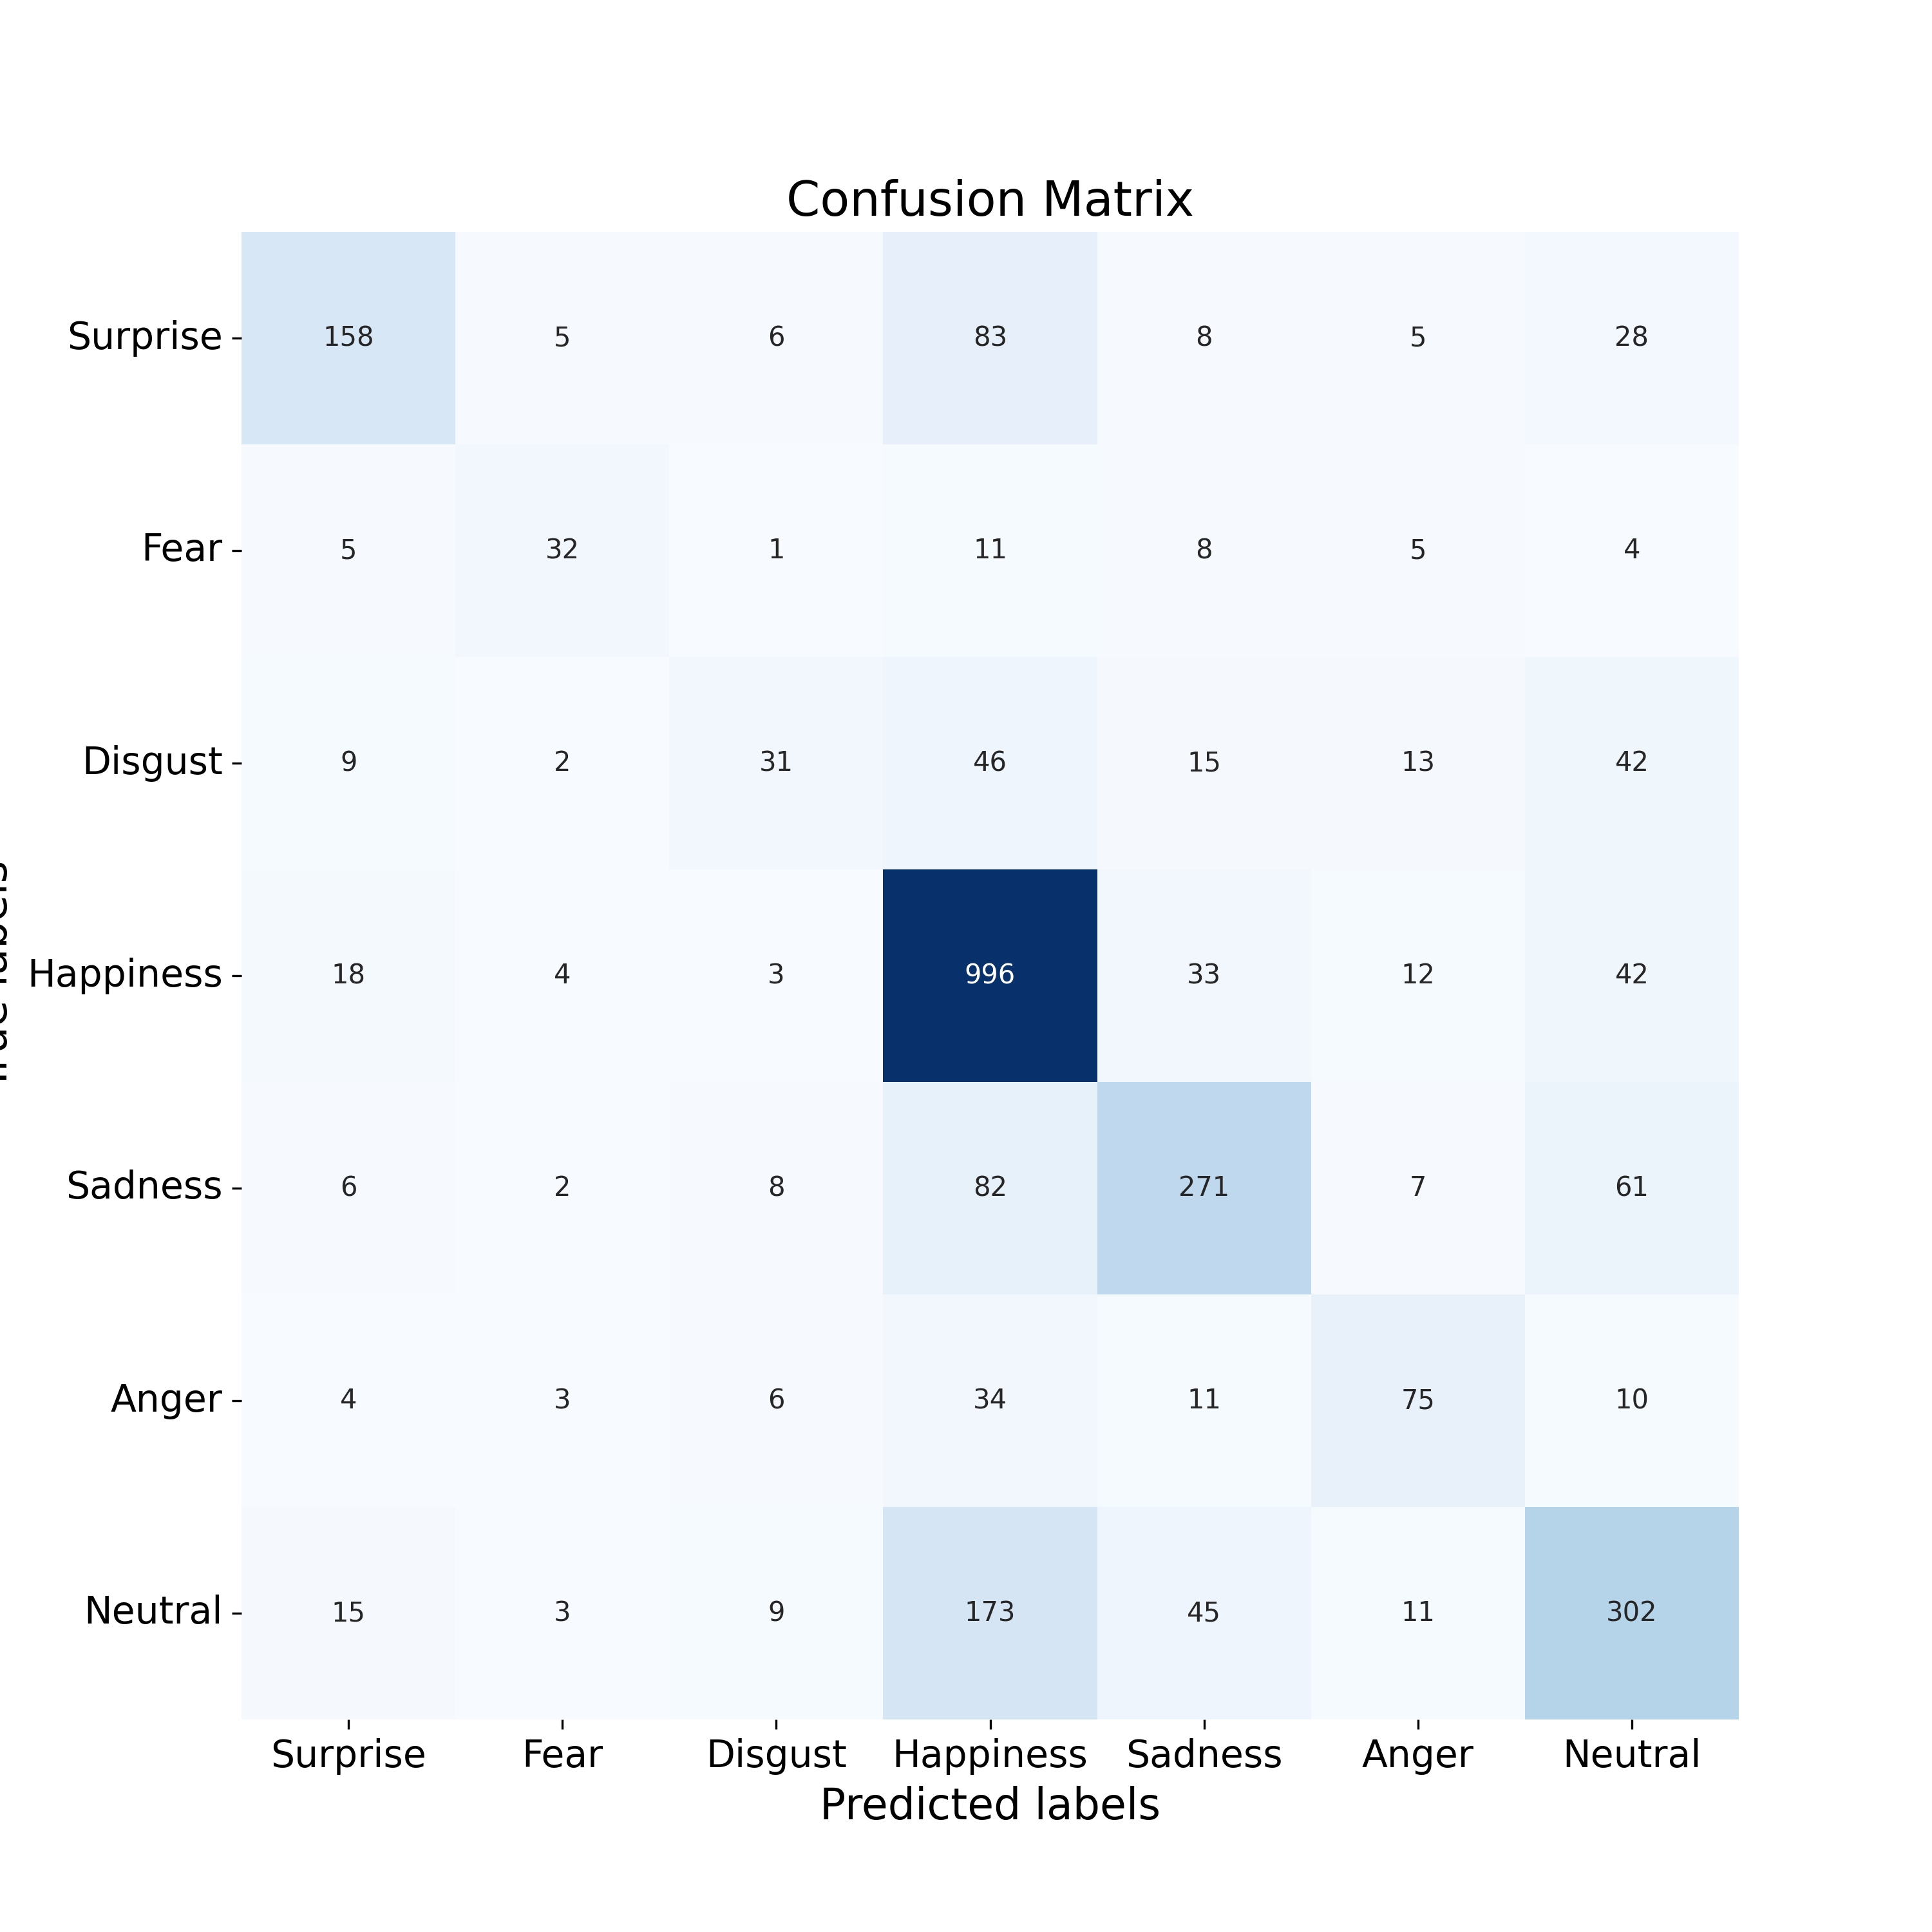 Confusion Matrix
Surprise 158 5 6 83 8 5 28
Fear 5 32 1 11 8 5 4
Disgust 9 2 31 46 15 13 42
Happiness 18 4 3 996 33 12 42
Sadness 6 2 8 82 271 7 61
Anger 4 3 6 34 11 75 10
Neutral 15 3 9 173 45 11 302
Surprise Fear Disgust Happiness Sadness Anger Neutral
Predicted labels